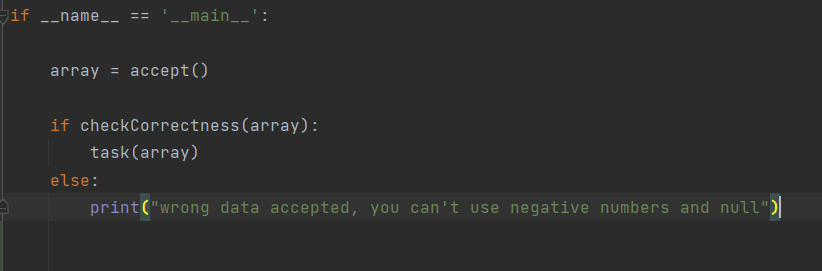 if __name__ == '__main__':
array = accept()
if checkCorrectness(array):
task(array)
else:
print("wrong data accepted, you can't use negative numbers and null")